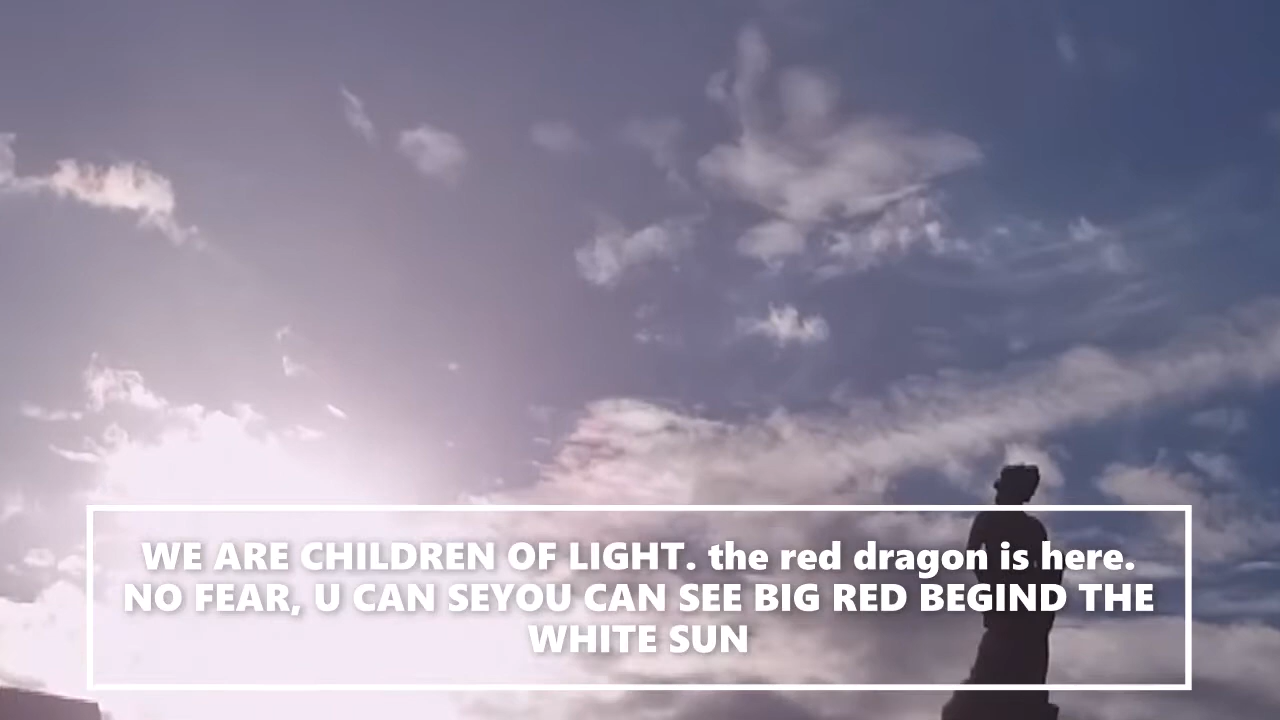 WE ARE CHILDREN OF LIGHT. the red dragon is here.
NO FEAR, U CAN SEYOU CAN SEE BIG RED BEGIND THE
WHITE SUN